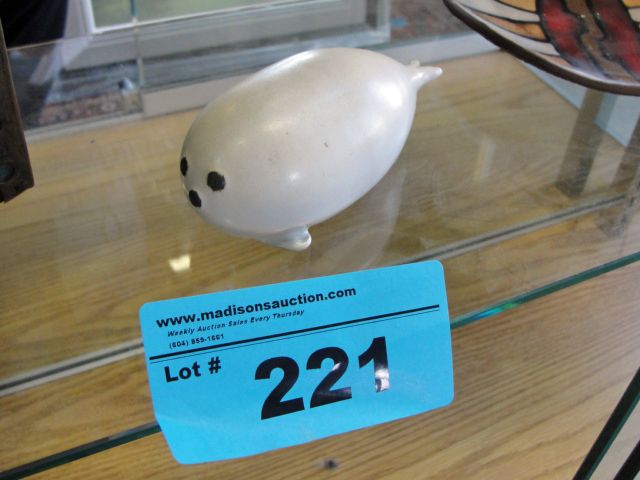 www.madisonsauction.com
Weekly Auction Sales Every Thursday
(604) 859-1661
Lot # 221